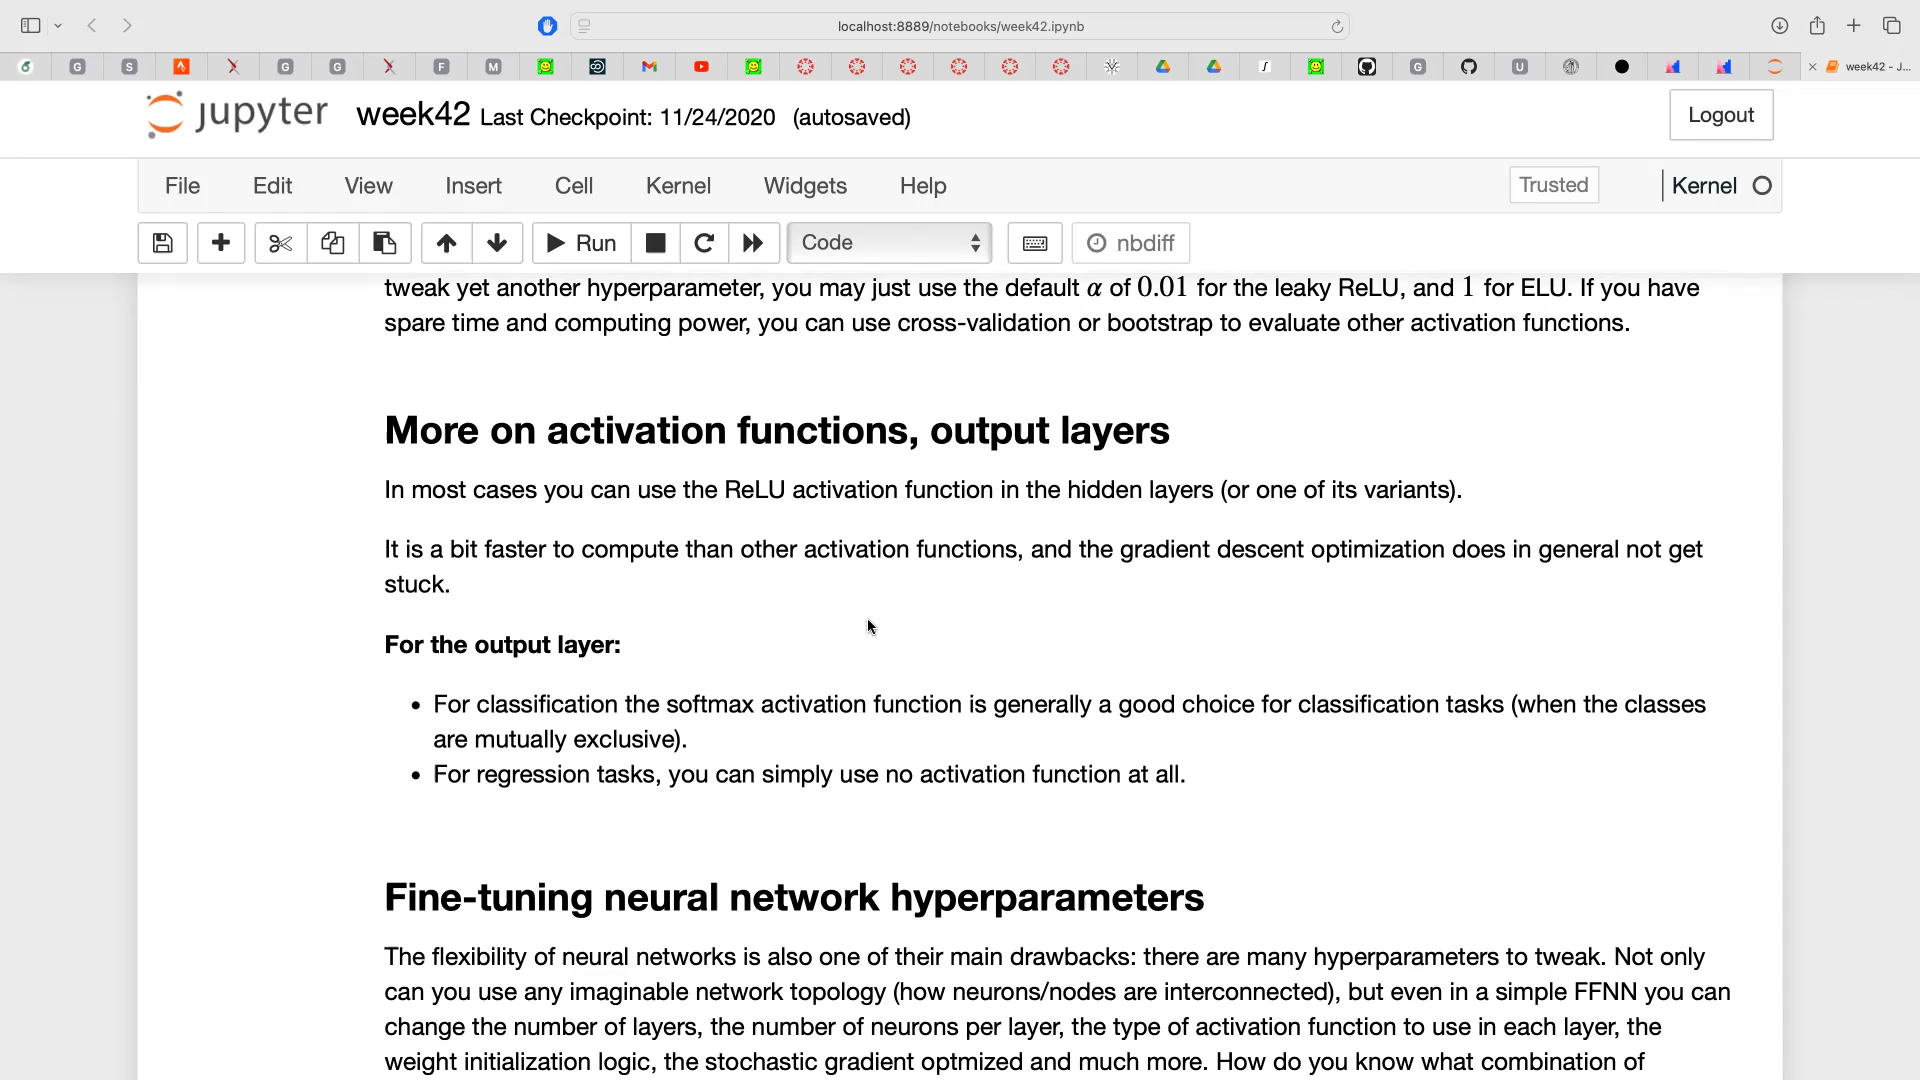 localhost:8889/notebooks/week42.ipynb
week42 - J...
jupyter week42 Last Checkpoint: 11/24/2020 (autosaved) Logout
File Edit View Insert Cell Kernel Widgets Help Trusted Kernel
Run Code nbdiff
tweak yet another hyperparameter, you may just use the default α of 0.01 for the leaky ReLU, and 1 for ELU. If you have
spare time and computing power, you can use cross-validation or bootstrap to evaluate other activation functions.
More on activation functions, output layers
In most cases you can use the ReLU activation function in the hidden layers (or one of its variants).
It is a bit faster to compute than other activation functions, and the gradient descent optimization does in general not get
stuck.
For the output layer:
• For classification the softmax activation function is generally a good choice for classification tasks (when the classes
are mutually exclusive).
• For regression tasks, you can simply use no activation function at all.
Fine-tuning neural network hyperparameters
The flexibility of neural networks is also one of their main drawbacks: there are many hyperparameters to tweak. Not only
can you use any imaginable network topology (how neurons/nodes are interconnected), but even in a simple FFNN you can
change the number of layers, the number of neurons per layer, the type of activation function to use in each layer, the
weight initialization logic, the stochastic gradient optmized and much more. How do you know what combination of